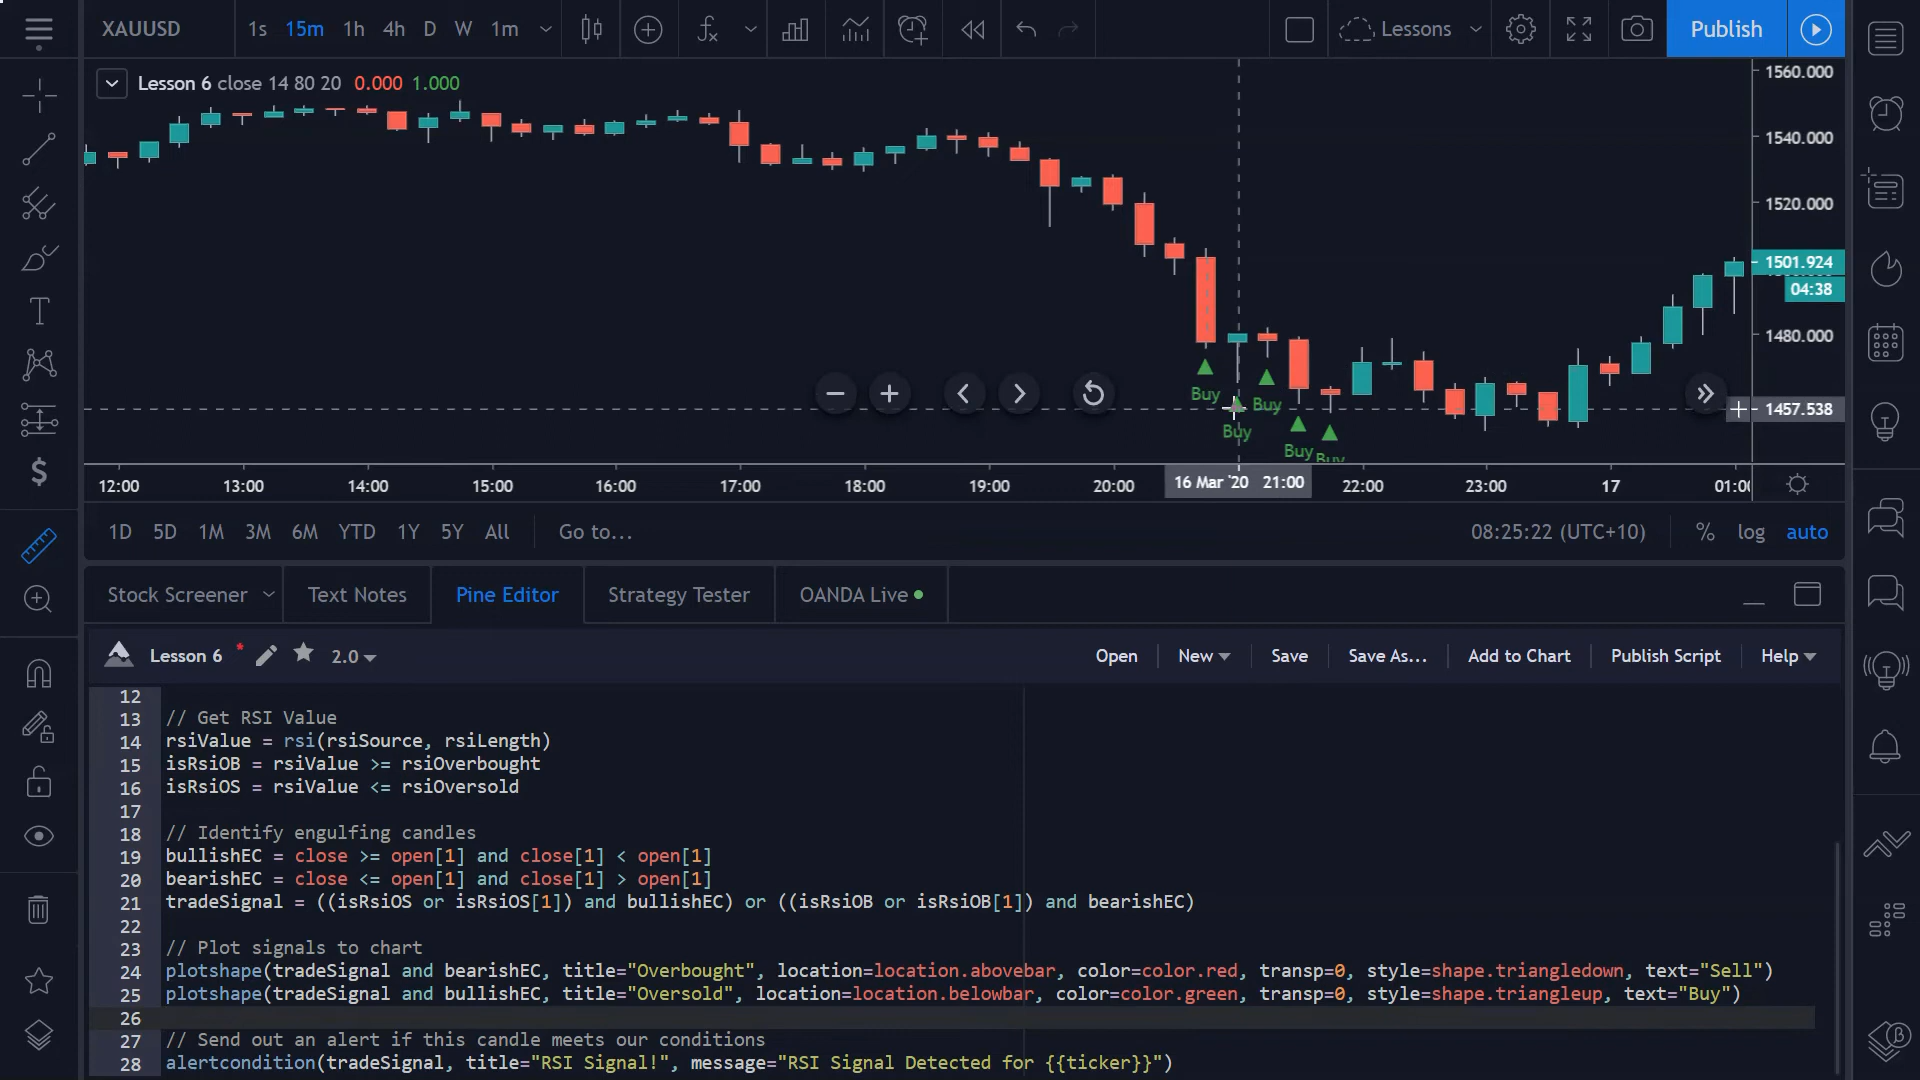 XAUUSD 1s 15m 1h 4h D W 1m Lessons Publish
Lesson 6 close 14 80 20 0.000 1.000
1560.000
1540.000
1520.000
1501.924
04:38
1480.000
1457.538
Buy
Buy
Buy
Buy
Buy
12:00 13:00 14:00 15:00 16:00 17:00 18:00 19:00 20:00 16 Mar '20 21:00 22:00 23:00 17 01:00
1D 5D 1M 3M 6M YTD 1Y 5Y All Go to... 08:25:22 (UTC+10) % log auto
Stock Screener Text Notes Pine Editor Strategy Tester OANDA Live
Lesson 6 * 2.0 Open New Save Save As... Add to Chart Publish Script Help
12
13 // Get RSI Value
14 rsiValue = rsi(rsiSource, rsiLength)
15 isRsiOB = rsiValue >= rsiOverbought
16 isRsiOS = rsiValue <= rsiOversold
17
18 // Identify engulfing candles
19 bullishEC = close >= open[1] and close[1] < open[1]
20 bearishEC = close <= open[1] and close[1] > open[1]
21 tradeSignal = ((isRsiOS or isRsiOS[1]) and bullishEC) or ((isRsiOB or isRsiOB[1]) and bearishEC)
22
23 // Plot signals to chart
24 plotshape(tradeSignal and bearishEC, title="Overbought", location=location.abovebar, color=color.red, transp=0, style=shape.triangledown, text="Sell")
25 plotshape(tradeSignal and bullishEC, title="Oversold", location=location.belowbar, color=color.green, transp=0, style=shape.triangleup, text="Buy")
26
27 // Send out an alert if this candle meets our conditions
28 alertcondition(tradeSignal, title="RSI Signal!", message="RSI Signal Detected for {{ticker}}")